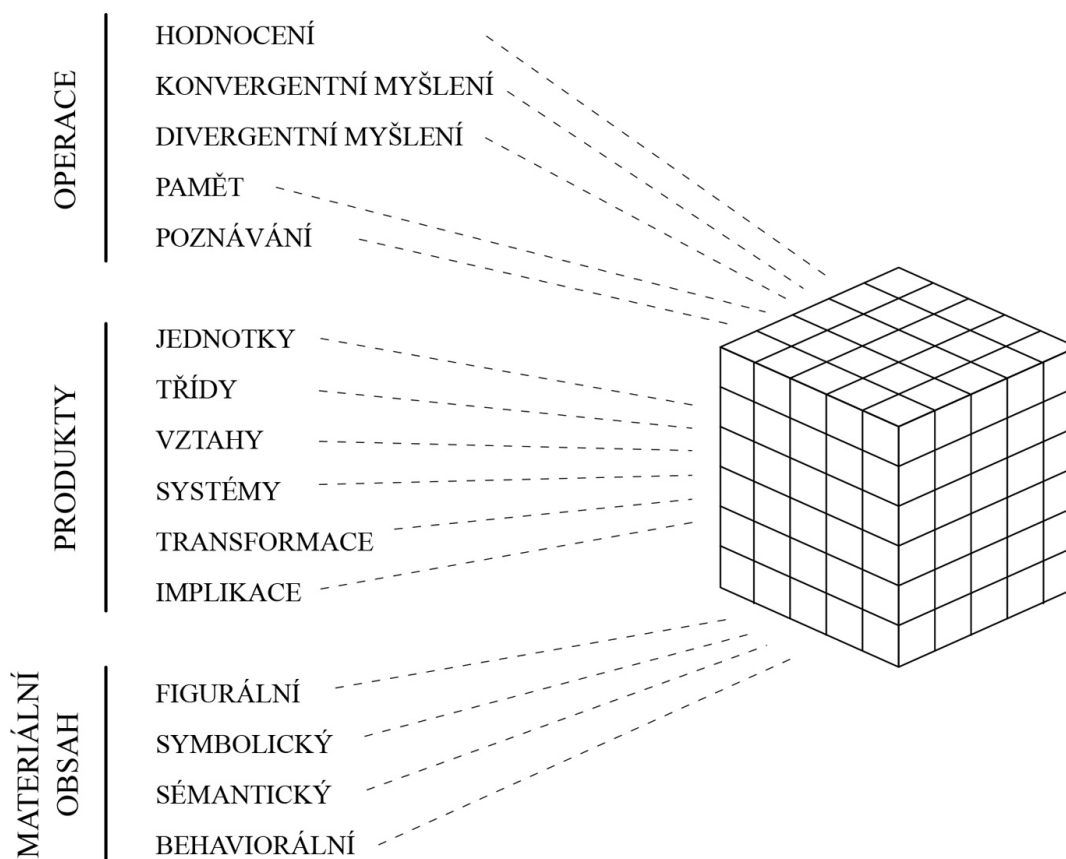 OPERACE
HODNOCENÍ
KONVERGENTNÍ MYŠLENÍ
DIVERGENTNÍ MYŠLENÍ
PAMĚT
POZNÁVÁNÍ
PRODUKTY
JEDNOTKY
TŘÍDY
VZTAHY
SYSTÉMY
TRANSFORMACE
IMPLIKACE
MATERIÁLNÍ
OBSAH
FIGURÁLNÍ
SYMBOLICKÝ
SÉMANTICKÝ
BEHAVIORÁLNÍ